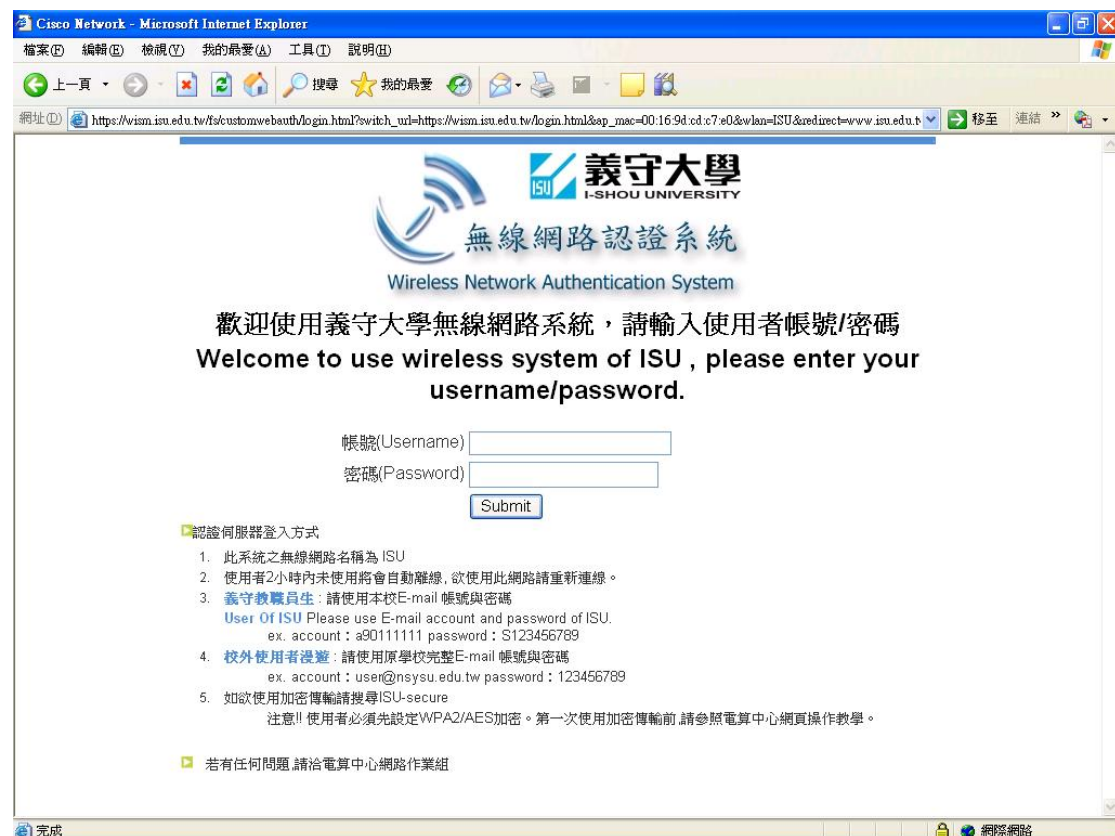 Cisco Network - Microsoft Internet Explorer
檔案(F) 編輯(E) 檢視(V) 我的最愛(A) 工具(T) 說明(H)
上一頁 搜尋 我的最愛
網址(D) https://wism.isu.edu.tw/fs/customwebauth/login.html?switch_url=https://wism.isu.edu.tw/login.html&ap_mac=00:16:9d:cd:c7:e0&wlan=ISU&redirect=www.isu.edu.t 移至 連結 »
ISU 義守大學
I-SHOU UNIVERSITY
無線網路認證系統
Wireless Network Authentication System
歡迎使用義守大學無線網路系統，請輸入使用者帳號/密碼
Welcome to use wireless system of ISU , please enter your
username/password.
帳號(Username)
密碼(Password)
Submit
認證伺服器登入方式
1. 此系統之無線網路名稱為 ISU
2. 使用者2小時內未使用將會自動離線, 欲使用此網路請重新連線。
3. 義守教職員生 : 請使用本校E-mail 帳號與密碼
User Of ISU Please use E-mail account and password of ISU.
ex. account：a90111111 password：S123456789
4. 校外使用者漫遊 : 請使用原學校完整E-mail 帳號與密碼
ex. account：user@nsysu.edu.tw password：123456789
5. 如欲使用加密傳輸請搜尋ISU-secure
注意!! 使用者必須先設定WPA2/AES加密。第一次使用加密傳輸前,請參照電算中心網頁操作教學。
若有任何問題,請洽電算中心網路作業組
完成 網際網路